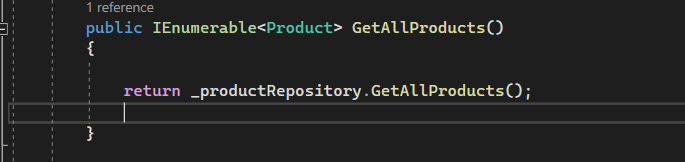 1 reference
public IEnumerable<Product> GetAllProducts()
{
return _productRepository.GetAllProducts();
}